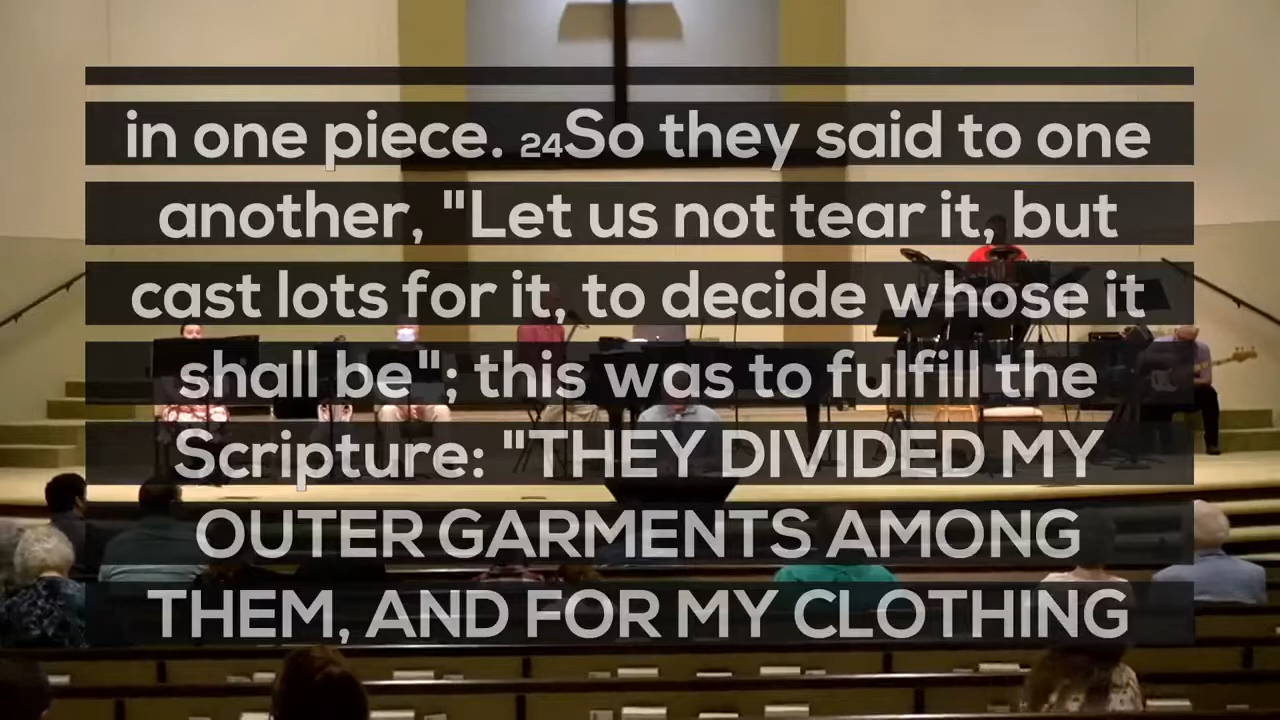 in one piece. 24So they said to one
another, "Let us not tear it, but
cast lots for it, to decide whose it
shall be"; this was to fulfill the
Scripture: "THEY DIVIDED MY
OUTER GARMENTS AMONG
THEM, AND FOR MY CLOTHING